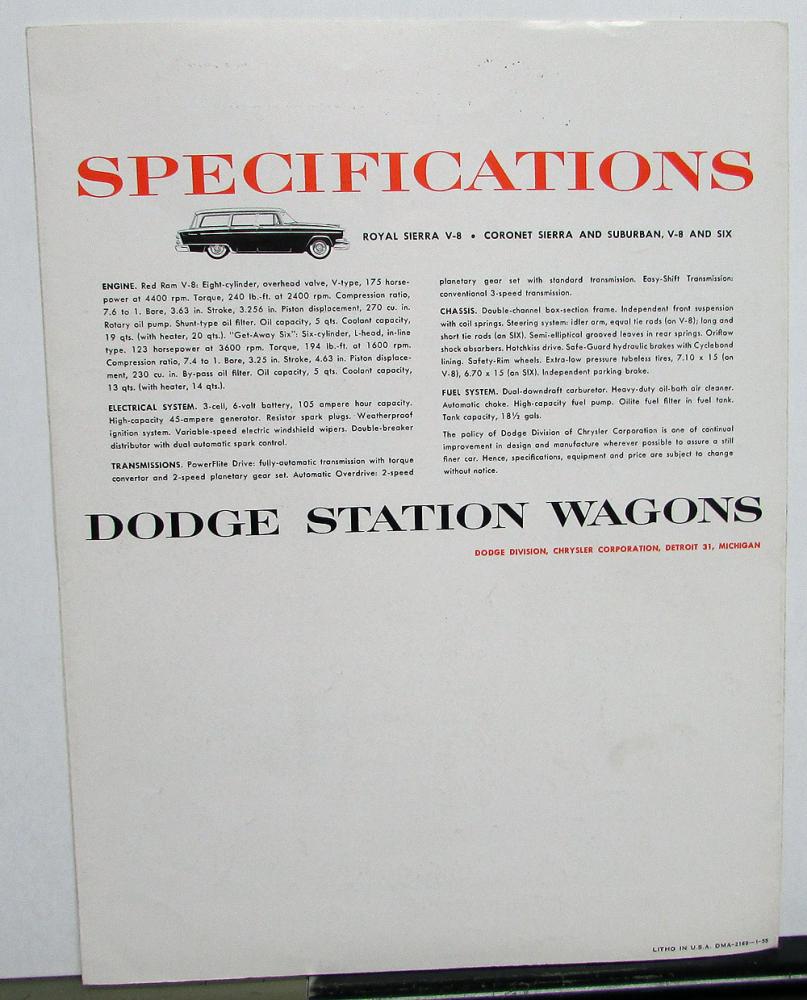 SPECIFICATIONS
ROYAL SIERRA V-8 • CORONET SIERRA AND SUBURBAN, V-8 AND SIX
ENGINE. Red Ram V-8: Eight-cylinder, overhead valve, V-type, 175 horse-
power at 4400 rpm. Torque, 240 lb.-ft. at 2400 rpm. Compression ratio,
7.6 to 1. Bore, 3.63 in. Stroke, 3.256 in. Piston displacement, 270 cu. in.
Rotary oil pump. Shunt-type oil filter. Oil capacity, 5 qts. Coolant capacity,
19 qts. (with heater, 20 qts.). "Get-Away Six": Six-cylinder, L-head, in-line
type. 123 horsepower at 3600 rpm. Torque, 194 lb.-ft. at 1600 rpm.
Compression ratio, 7.4 to 1. Bore, 3.25 in. Stroke, 4.63 in. Piston displace-
ment, 230 cu. in. By-pass oil filter. Oil capacity, 5 qts. Coolant capacity,
13 qts. (with heater, 14 qts.).
ELECTRICAL SYSTEM. 3-cell, 6-volt battery, 105 ampere hour capacity.
High-capacity 45-ampere generator. Resistor spark plugs. Weatherproof
ignition system. Variable-speed electric windshield wipers. Double-breaker
distributor with dual automatic spark control.
TRANSMISSIONS. PowerFlite Drive: fully-automatic transmission with torque
convertor and 2-speed planetary gear set. Automatic Overdrive: 2-speed
planetary gear set with standard transmission. Easy-Shift Transmission:
conventional 3-speed transmission.
CHASSIS. Double-channel box-section frame. Independent front suspension
with coil springs. Steering system: idler arm, equal tie rods (on V-8); long and
short tie rods (on SIX). Semi-elliptical grooved leaves in rear springs. Oriflow
shock absorbers. Hotchkiss drive. Safe-Guard hydraulic brakes with Cyclebond
lining. Safety-Rim wheels. Extra-low pressure tubeless tires, 7.10 x 15 (on
V-8), 6.70 x 15 (on SIX). Independent parking brake.
FUEL SYSTEM. Dual-downdraft carburetor. Heavy-duty oil-bath air cleaner.
Automatic choke. High-capacity fuel pump. Oilite fuel filter in fuel tank.
Tank capacity, 18½ gals.
The policy of Dodge Division of Chrysler Corporation is one of continual
improvement in design and manufacture wherever possible to assure a still
finer car. Hence, specifications, equipment and price are subject to change
without notice.
DODGE STATION WAGONS
DODGE DIVISION, CHRYSLER CORPORATION, DETROIT 31, MICHIGAN
LITHO IN U.S.A. DMA-2169—1-55